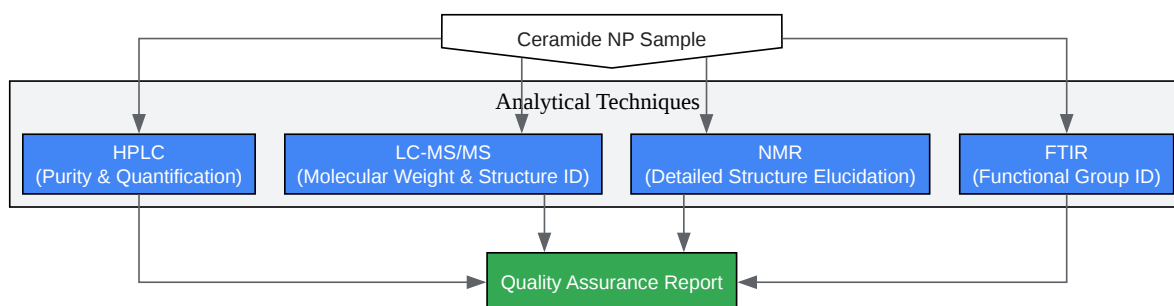 Ceramide NP Sample
Analytical Techniques
HPLC
(Purity & Quantification)
LC-MS/MS
(Molecular Weight & Structure ID)
NMR
(Detailed Structure Elucidation)
FTIR
(Functional Group ID)
Quality Assurance Report